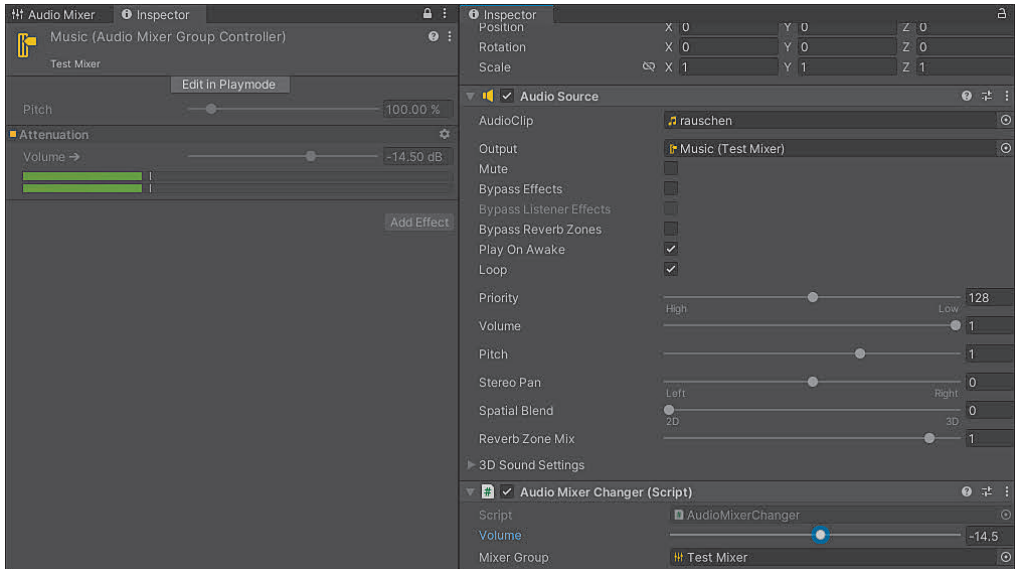 Audio Mixer
Inspector
Music (Audio Mixer Group Controller)
Test Mixer
Edit in Playmode
Pitch 100.00 %
Attenuation
Volume ➔ -14.50 dB
Add Effect
Inspector
Position X 0 Y 0 Z 0
Rotation X 0 Y 0 Z 0
Scale X 1 Y 1 Z 1
Audio Source
AudioClip rauschen
Output Music (Test Mixer)
Mute
Bypass Effects
Bypass Listener Effects
Bypass Reverb Zones
Play On Awake
Loop
Priority 128
High Low
Volume 1
Pitch 1
Stereo Pan 0
Left Right
Spatial Blend 0
2D 3D
Reverb Zone Mix 1
3D Sound Settings
# Audio Mixer Changer (Script)
Script # AudioMixerChanger
Volume -14.5
Mixer Group Test Mixer